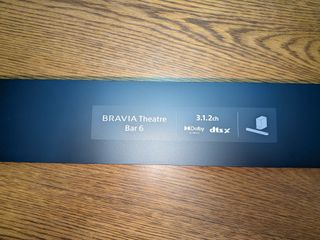 BRAVIA Theatre
Bar 6
3.1.2ch
Dolby
dts X